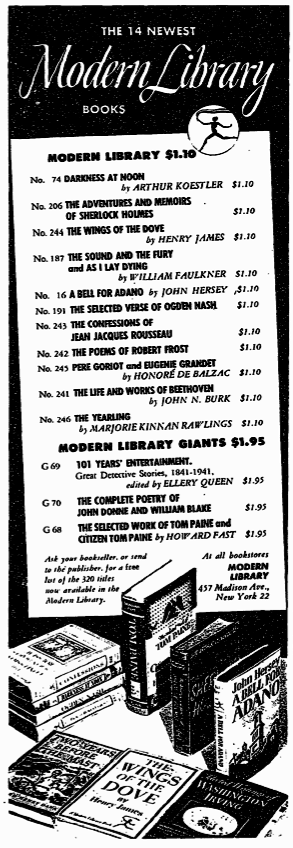 THE 14 NEWEST
Modern Library
BOOKS
MODERN LIBRARY $1.10
No. 74 DARKNESS AT NOON
by ARTHUR KOESTLER $1.10
No. 206 THE ADVENTURES AND MEMOIRS
OF SHERLOCK HOLMES $1.10
No. 244 THE WINGS OF THE DOVE
by HENRY JAMES $1.10
No. 187 THE SOUND AND THE FURY
and AS I LAY DYING
by WILLIAM FAULKNER $1.10
No. 16 A BELL FOR ADANO by JOHN HERSEY $1.10
No. 191 THE SELECTED VERSE OF OGDEN NASH $1.10
No. 243 THE CONFESSIONS OF
JEAN JACQUES ROUSSEAU $1.10
No. 242 THE POEMS OF ROBERT FROST $1.10
No. 245 PERE GORIOT and EUGENIE GRANDET
by HONORÉ DE BALZAC $1.10
No. 241 THE LIFE AND WORKS OF BEETHOVEN
by JOHN N. BURK $1.10
No. 246 THE YEARLING
by MARJORIE KINNAN RAWLINGS $1.10
MODERN LIBRARY GIANTS $1.95
G 69 101 YEARS' ENTERTAINMENT.
Great Detective Stories, 1841-1941.
edited by ELLERY QUEEN $1.95
G 70 THE COMPLETE POETRY OF
JOHN DONNE AND WILLIAM BLAKE $1.95
G 68 THE SELECTED WORK OF TOM PAINE and
CITIZEN TOM PAINE by HOWARD FAST $1.95
Ask your bookseller, or send
to the publisher, for a free
list of the 320 titles
now available in the
Modern Library.
At all bookstores
MODERN
LIBRARY
457 Madison Ave.,
New York 22
TOM PAINE
John Hersey
A BELL FOR
ADANO
TWO YEARS
BEFORE
THE MAST
THE
WINGS
OF THE
DOVE
BY
Henry James
WASHINGTON
IRVING